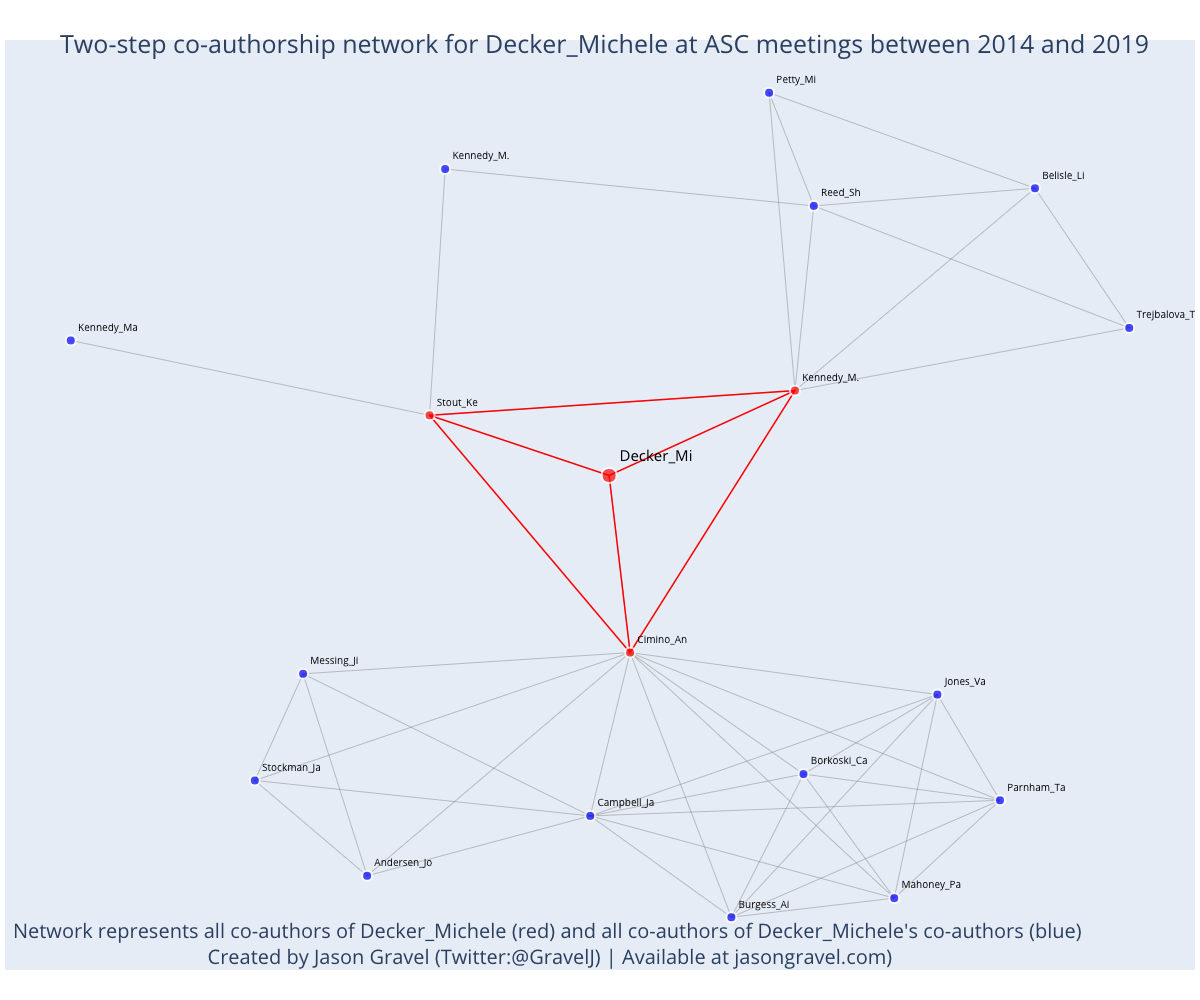 Two-step co-authorship network for Decker_Michele at ASC meetings between 2014 and 2019
Petty_Mi
Kennedy_M.
Belisle_Li
Reed_Sh
Trejbalova_T
Kennedy_Ma
Kennedy_M.
Stout_Ke
Decker_Mi
Cimino_An
Messing_Ji
Jones_Va
Borkoski_Ca
Stockman_Ja
Parnham_Ta
Campbell_Ja
Andersen_Jo
Mahoney_Pa
Burgess_Ai
Network represents all co-authors of Decker_Michele (red) and all co-authors of Decker_Michele's co-authors (blue)
Created by Jason Gravel (Twitter:@GravelJ) | Available at jasongravel.com)